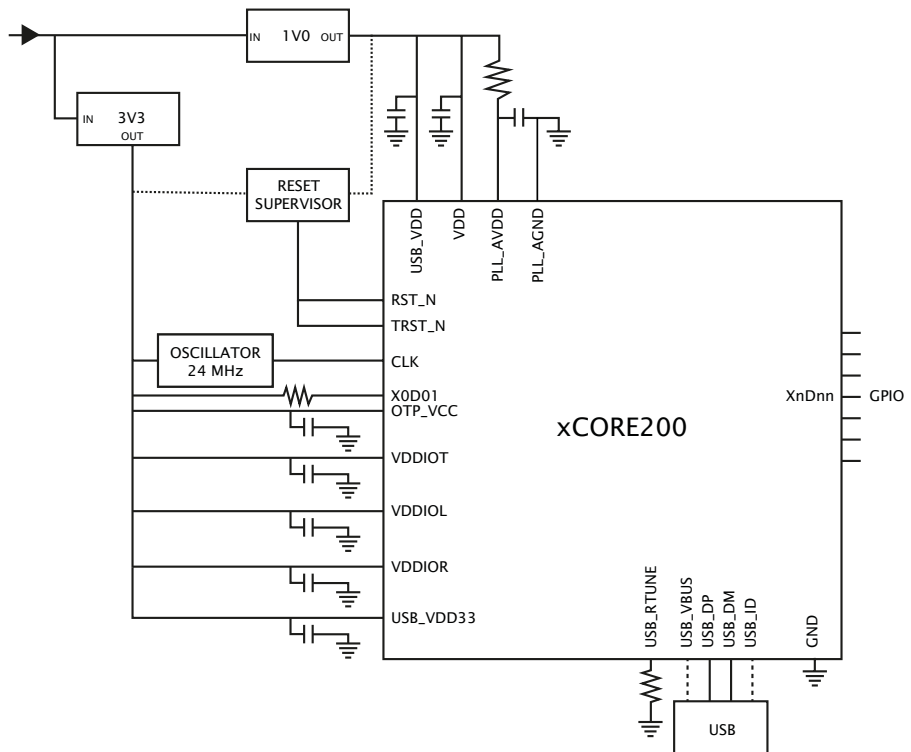 IN 1V0 OUT
IN 3V3
OUT
RESET
SUPERVISOR
USB_VDD
VDD
PLL_AVDD
PLL_AGND
RST_N
TRST_N
OSCILLATOR
24 MHz
CLK
X0D01
OTP_VCC
XnDnn GPIO
xCORE200
VDDIOT
VDDIOL
VDDIOR
USB_VDD33
USB_RTUNE
USB_VBUS
USB_DP
USB_DM
USB_ID
GND
USB